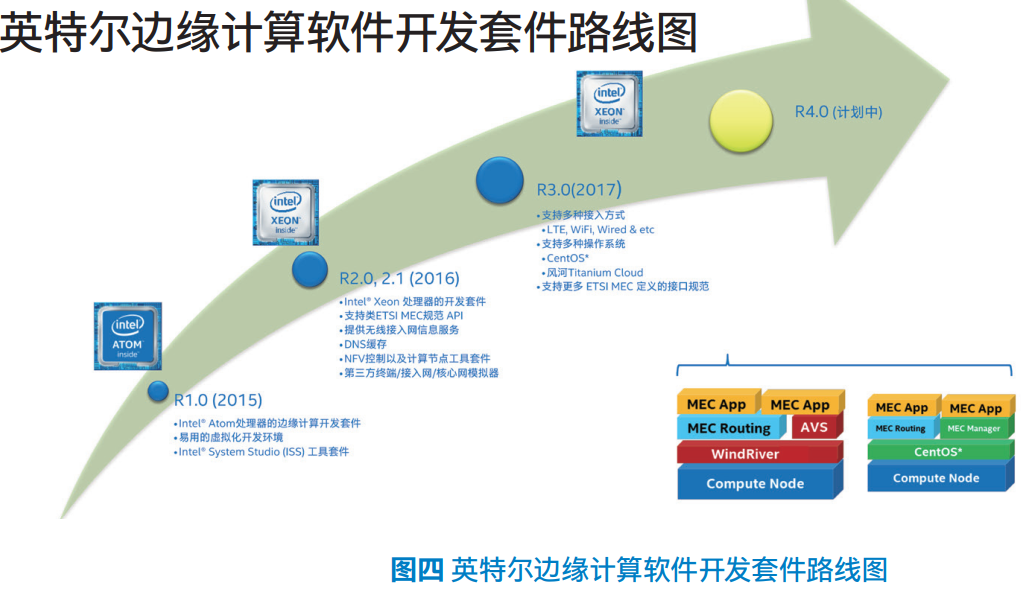 英特尔边缘计算软件开发套件路线图
intel
XEON
inside
R4.0 (计划中)
intel
XEON
inside
R3.0(2017)
•支持多种接入方式
•LTE, WiFi, Wired & etc
•支持多种操作系统
•CentOS*
•风河Titanium Cloud
•支持更多 ETSI MEC 定义的接口规范
R2.0, 2.1 (2016)
•Intel® Xeon 处理器的开发套件
•支持类ETSI MEC规范 API
•提供无线接入网信息服务
•DNS缓存
•NFV控制以及计算节点工具套件
•第三方终端/接入网/核心网模拟器
intel
ATOM
inside
R1.0 (2015)
•Intel® Atom处理器的边缘计算开发套件
•易用的虚拟化开发环境
•Intel® System Studio (ISS) 工具套件
MEC App MEC App
MEC Routing AVS
WindRiver
Compute Node
MEC App MEC App
MEC Routing MEC Manager
CentOS*
Compute Node
图四 英特尔边缘计算软件开发套件路线图